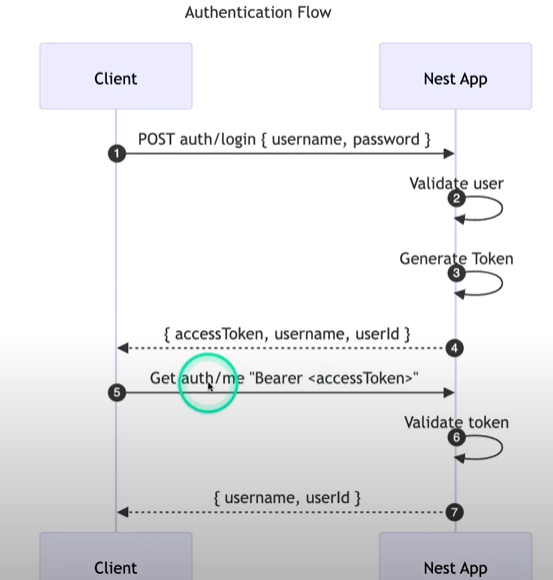 Authentication Flow
Client
Nest App
POST auth/login { username, password }
1
Validate user
2
Generate Token
3
{ accessToken, username, userId }
4
Get auth/me "Bearer <accessToken>"
5
Validate token
6
{ username, userId }
7
Client
Nest App